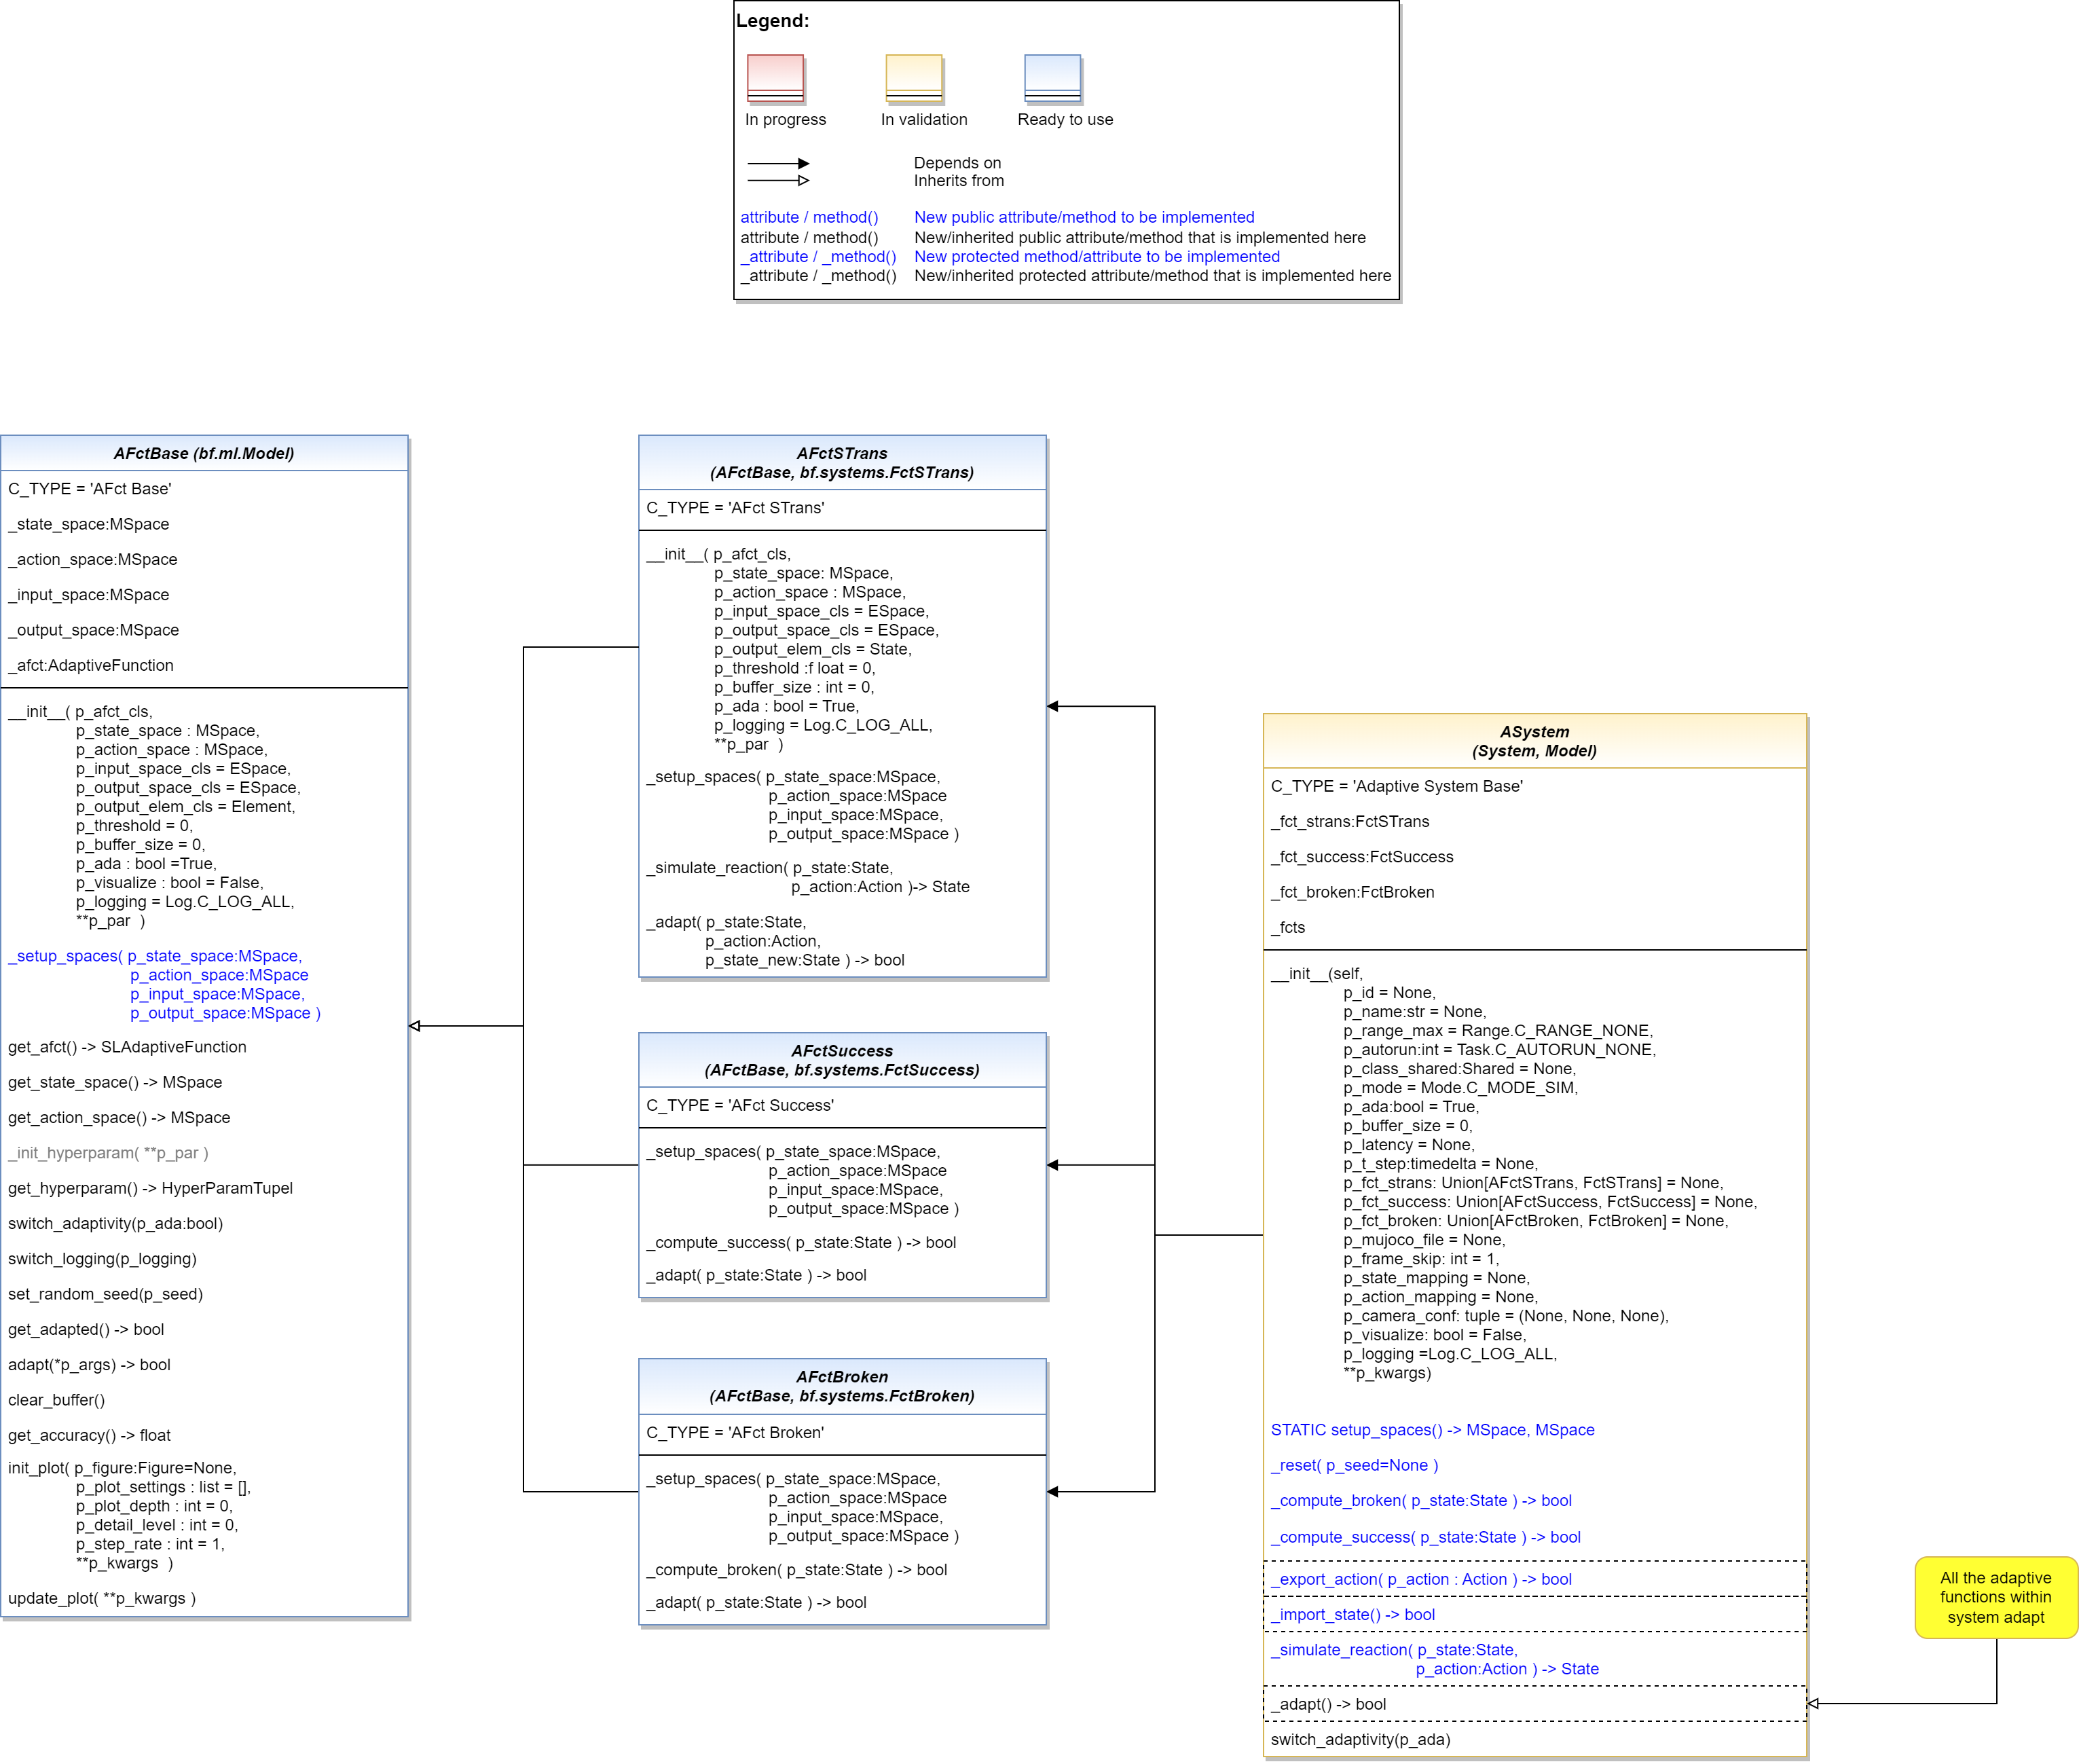 Legend:
In progress
In validation
Ready to use
Depends on
Inherits from
attribute / method() New public attribute/method to be implemented
attribute / method() New/inherited public attribute/method that is implemented here
_attribute / _method() New protected method/attribute to be implemented
_attribute / _method() New/inherited protected attribute/method that is implemented here
AFctBase (bf.ml.Model)
C_TYPE = 'AFct Base'
_state_space:MSpace
_action_space:MSpace
_input_space:MSpace
_output_space:MSpace
_afct:AdaptiveFunction
__init__( p_afct_cls,
p_state_space : MSpace,
p_action_space : MSpace,
p_input_space_cls = ESpace,
p_output_space_cls = ESpace,
p_output_elem_cls = Element,
p_threshold = 0,
p_buffer_size = 0,
p_ada : bool =True,
p_visualize : bool = False,
p_logging = Log.C_LOG_ALL,
**p_par )
_setup_spaces( p_state_space:MSpace,
p_action_space:MSpace
p_input_space:MSpace,
p_output_space:MSpace )
get_afct() -> SLAdaptiveFunction
get_state_space() -> MSpace
get_action_space() -> MSpace
_init_hyperparam( **p_par )
get_hyperparam() -> HyperParamTupel
switch_adaptivity(p_ada:bool)
switch_logging(p_logging)
set_random_seed(p_seed)
get_adapted() -> bool
adapt(*p_args) -> bool
clear_buffer()
get_accuracy() -> float
init_plot( p_figure:Figure=None,
p_plot_settings : list = [],
p_plot_depth : int = 0,
p_detail_level : int = 0,
p_step_rate : int = 1,
**p_kwargs )
update_plot( **p_kwargs )
AFctSTrans
(AFctBase, bf.systems.FctSTrans)
C_TYPE = 'AFct STrans'
__init__( p_afct_cls,
p_state_space: MSpace,
p_action_space : MSpace,
p_input_space_cls = ESpace,
p_output_space_cls = ESpace,
p_output_elem_cls = State,
p_threshold :f loat = 0,
p_buffer_size : int = 0,
p_ada : bool = True,
p_logging = Log.C_LOG_ALL,
**p_par )
_setup_spaces( p_state_space:MSpace,
p_action_space:MSpace
p_input_space:MSpace,
p_output_space:MSpace )
_simulate_reaction( p_state:State,
p_action:Action )-> State
_adapt( p_state:State,
p_action:Action,
p_state_new:State ) -> bool
AFctSuccess
(AFctBase, bf.systems.FctSuccess)
C_TYPE = 'AFct Success'
_setup_spaces( p_state_space:MSpace,
p_action_space:MSpace
p_input_space:MSpace,
p_output_space:MSpace )
_compute_success( p_state:State ) -> bool
_adapt( p_state:State ) -> bool
AFctBroken
(AFctBase, bf.systems.FctBroken)
C_TYPE = 'AFct Broken'
_setup_spaces( p_state_space:MSpace,
p_action_space:MSpace
p_input_space:MSpace,
p_output_space:MSpace )
_compute_broken( p_state:State ) -> bool
_adapt( p_state:State ) -> bool
ASystem
(System, Model)
C_TYPE = 'Adaptive System Base'
_fct_strans:FctSTrans
_fct_success:FctSuccess
_fct_broken:FctBroken
_fcts
__init__(self,
p_id = None,
p_name:str = None,
p_range_max = Range.C_RANGE_NONE,
p_autorun:int = Task.C_AUTORUN_NONE,
p_class_shared:Shared = None,
p_mode = Mode.C_MODE_SIM,
p_ada:bool = True,
p_buffer_size = 0,
p_latency = None,
p_t_step:timedelta = None,
p_fct_strans: Union[AFctSTrans, FctSTrans] = None,
p_fct_success: Union[AFctSuccess, FctSuccess] = None,
p_fct_broken: Union[AFctBroken, FctBroken] = None,
p_mujoco_file = None,
p_frame_skip: int = 1,
p_state_mapping = None,
p_action_mapping = None,
p_camera_conf: tuple = (None, None, None),
p_visualize: bool = False,
p_logging =Log.C_LOG_ALL,
**p_kwargs)
STATIC setup_spaces() -> MSpace, MSpace
_reset( p_seed=None )
_compute_broken( p_state:State ) -> bool
_compute_success( p_state:State ) -> bool
_export_action( p_action : Action ) -> bool
_import_state() -> bool
_simulate_reaction( p_state:State,
p_action:Action ) -> State
_adapt() -> bool
switch_adaptivity(p_ada)
All the adaptive
functions within
system adapt